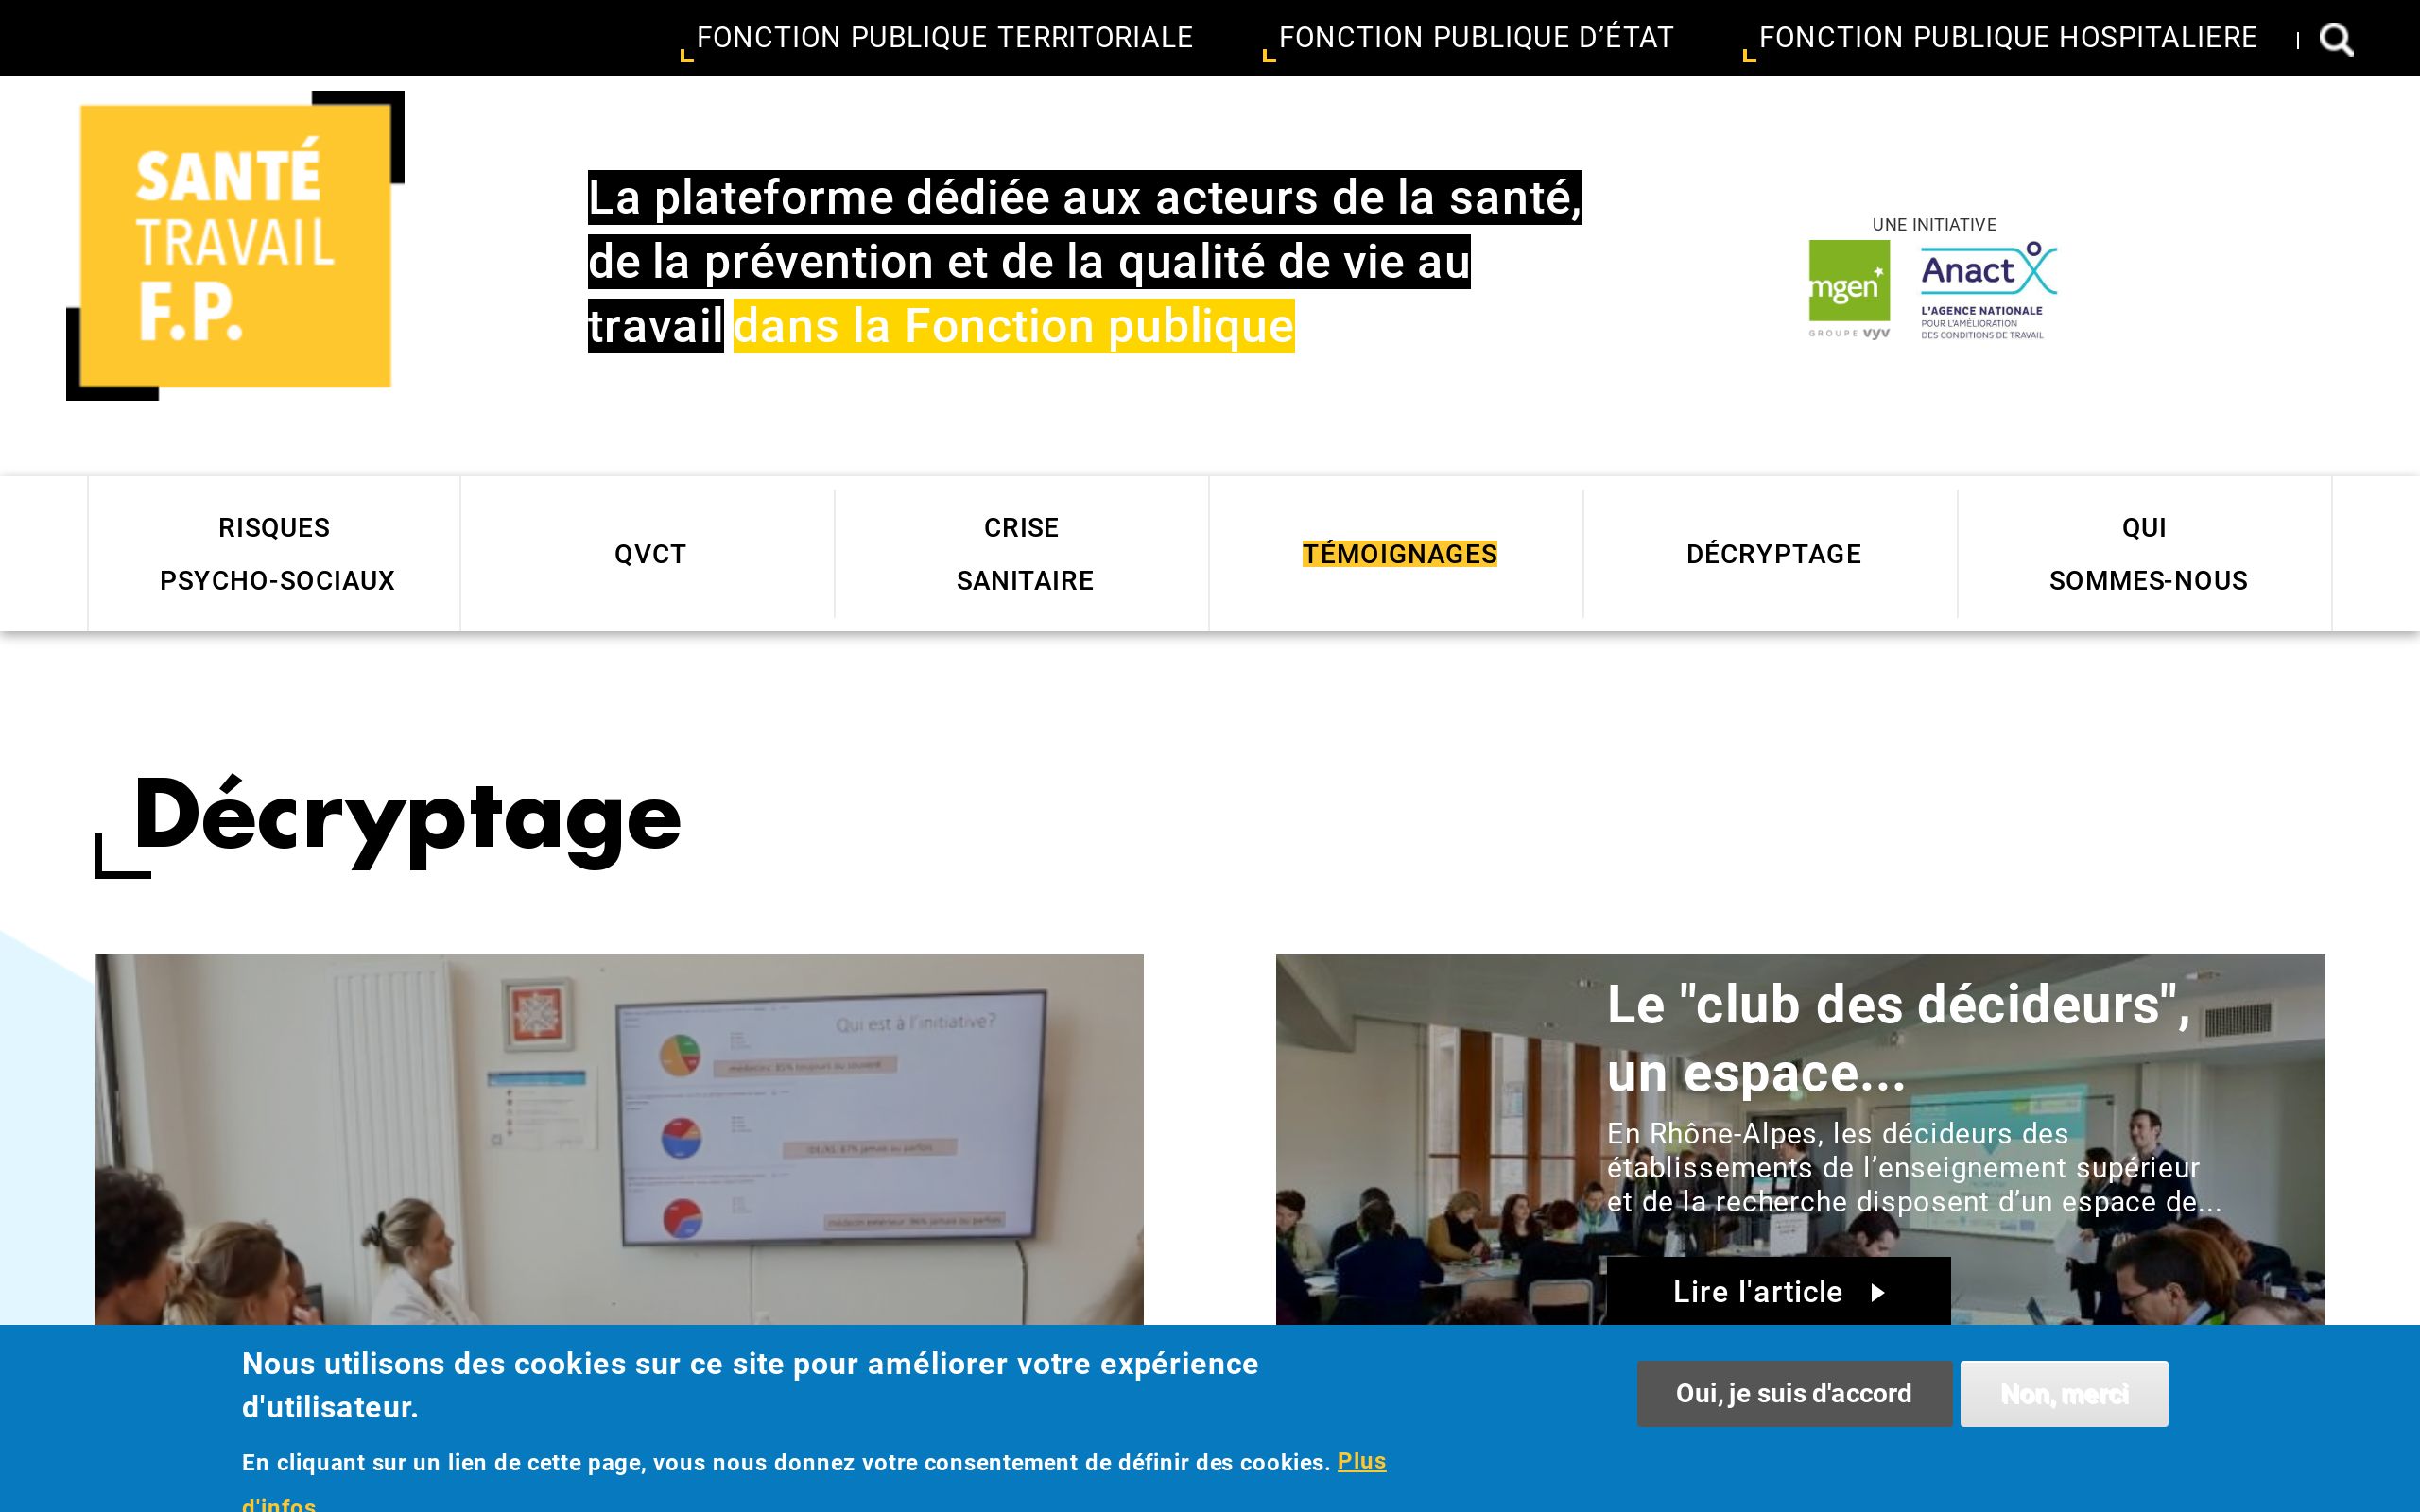 FONCTION PUBLIQUE TERRITORIALE
FONCTION PUBLIQUE D’ÉTAT
FONCTION PUBLIQUE HOSPITALIERE
SANTÉ
TRAVAIL
F.P.
La plateforme dédiée aux acteurs de la santé,
de la prévention et de la qualité de vie au
travail dans la Fonction publique
UNE INITIATIVE
mgen
GROUPE vyv
Anact
L'AGENCE NATIONALE
POUR L'AMÉLIORATION
DES CONDITIONS DE TRAVAIL
RISQUES
PSYCHO-SOCIAUX
QVCT
CRISE
SANITAIRE
TÉMOIGNAGES
DÉCRYPTAGE
QUI
SOMMES-NOUS
Décryptage
Qui est à l'initiative?
Le "club des décideurs",
un espace...
En Rhône-Alpes, les décideurs des
établissements de l’enseignement supérieur
et de la recherche disposent d’un espace de...
Lire l'article
Nous utilisons des cookies sur ce site pour améliorer votre expérience
d'utilisateur.
En cliquant sur un lien de cette page, vous nous donnez votre consentement de définir des cookies. Plus
d'infos
Oui, je suis d'accord
Non, merci